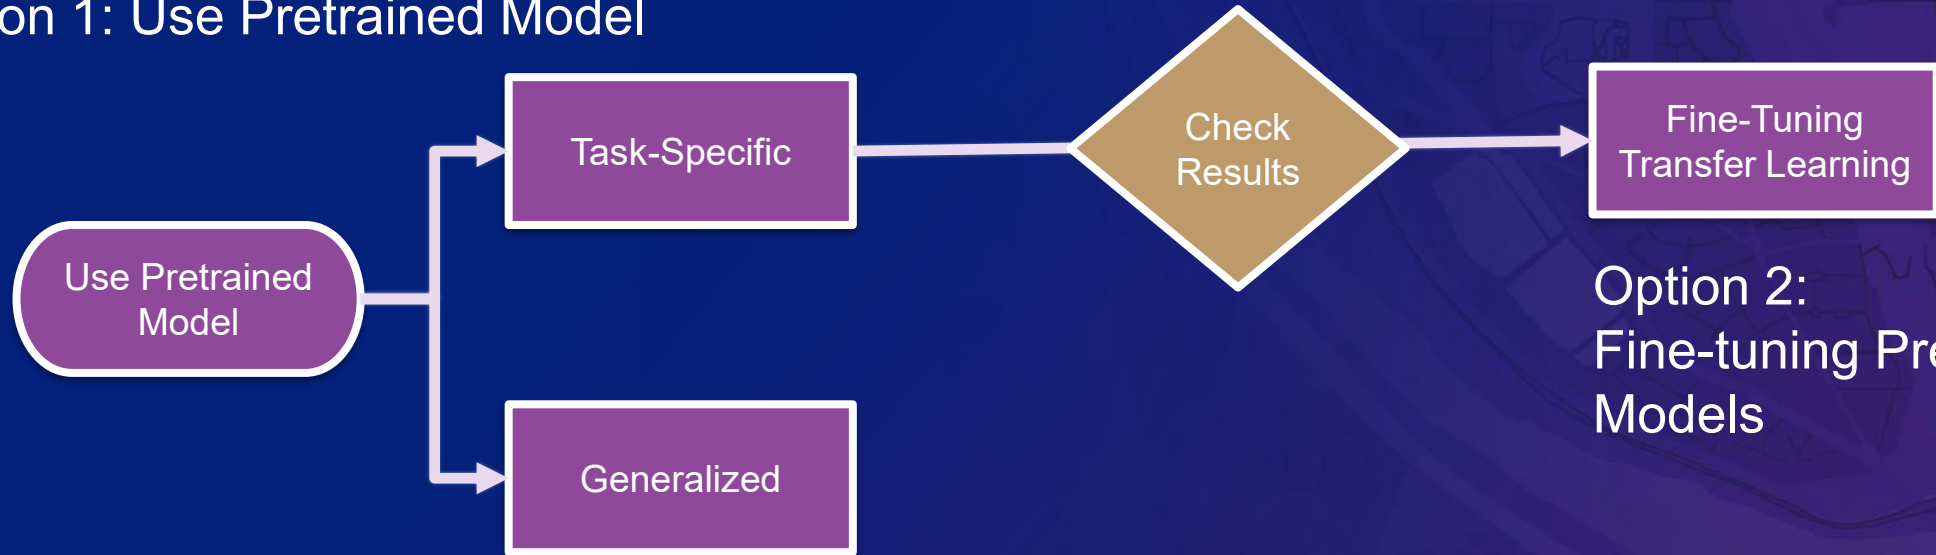 on 1: Use Pretrained Model
Task-Specific
Check
Results
Fine-Tuning
Transfer Learning
Use Pretrained
Model
Option 2:
Fine-tuning Pre
Models
Generalized